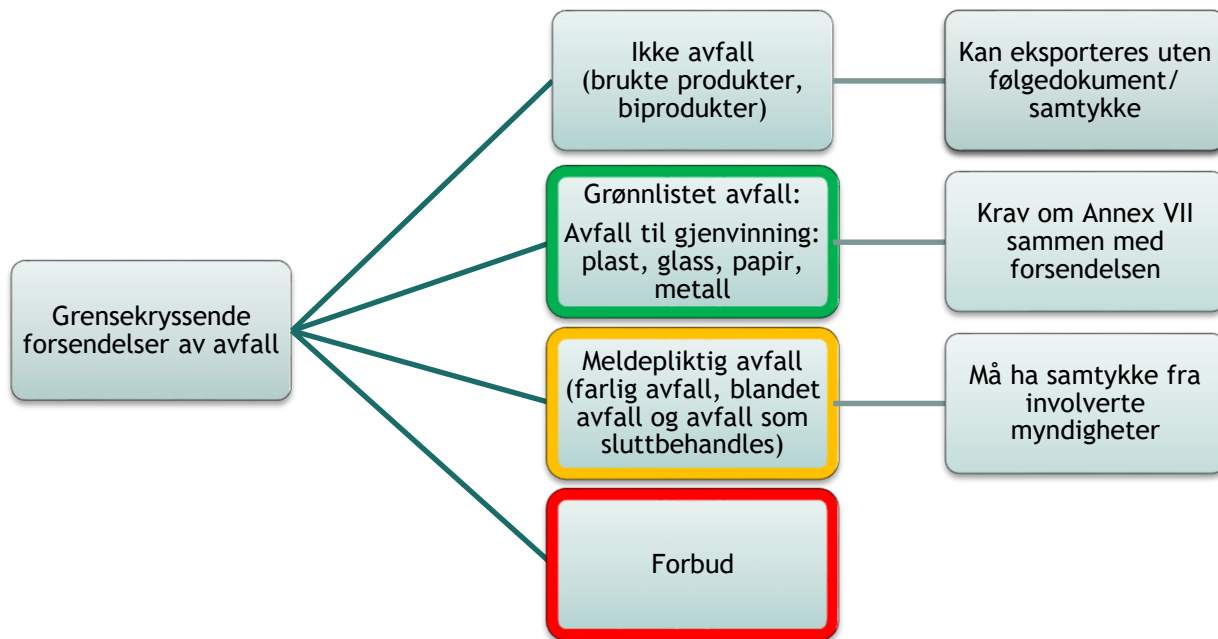 Grensekryssende
forsendelser av avfall
Ikke avfall
(brukte produkter,
biprodukter)
Kan eksporteres uten
følgedokument/
samtykke
Grønnlistet avfall:
Avfall til gjenvinning:
plast, glass, papir,
metall
Krav om Annex VII
sammen med
forsendelsen
Meldepliktig avfall
(farlig avfall, blandet
avfall og avfall som
sluttbehandles)
Må ha samtykke fra
involverte
myndigheter
Forbud